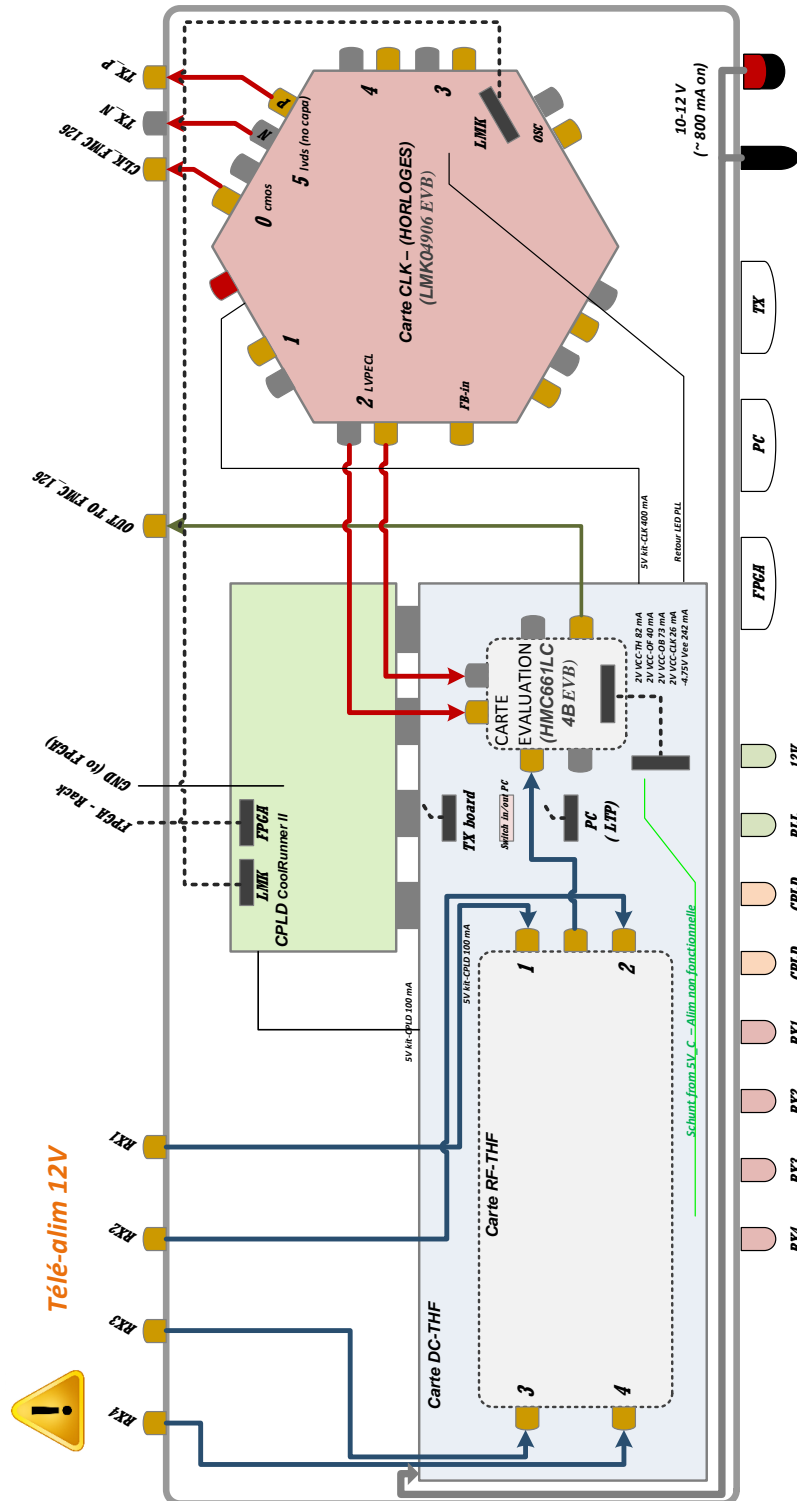 Télé-alim 12V
RX4
RX3
RX2
RX1
FPGA - Rack
GND (to FPGA)
OUT TO FMC_126
CLK_FMC 126
TX_N
TX_P
LMK
FPGA
CPLD CoolRunner II
5V kit-CPLD 100 mA
5V kit-CPLD 100 mA
Carte CLK – (HORLOGES)
(LMK04906 EVB)
0 cmos
5 lvds (no capa)
N
P
4
3
LMK
OSC
1
2 LVPECL
FB-in
5V kit-CLK 400 mA
Retour LED PLL
Carte DC-THF
Carte RF-THF
3
4
1
2
TX board
Switch in/out PC
PC
( LTP)
CARTE
EVALUATION
(HMC661LC
4B EVB)
2V VCC-TH 82 mA
2V VCC-OF 40 mA
2V VCC-OB 73 mA
2V VCC-CLK 26 mA
-4.75V Vee 242 mA
Schunt from 5V_C – Alim non fonctionnelle
10-12 V
(~ 800 mA on)
RX4
RX3
RX2
RX1
CPLD
CPLD
PLL
12V
FPGA
PC
TX